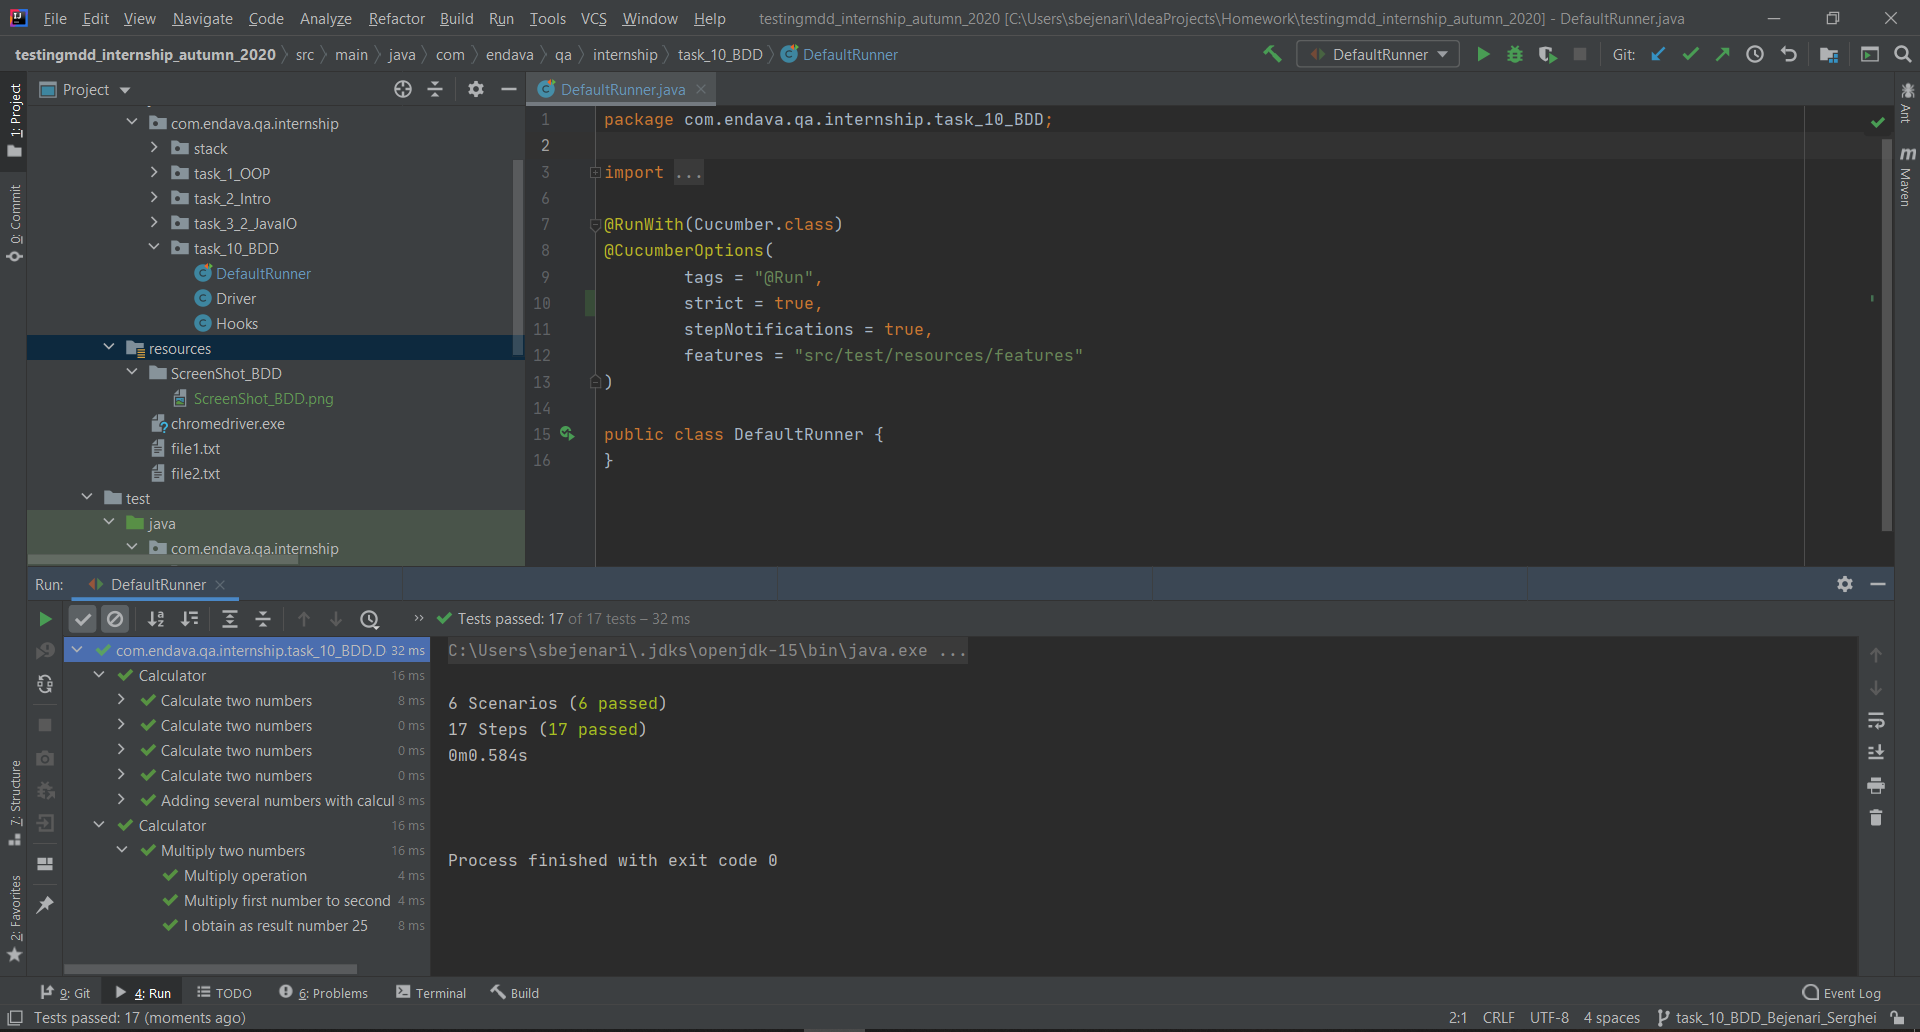 File Edit View Navigate Code Analyze Refactor Build Run Tools VCS Window Help testingmdd_internship_autumn_2020 [C:\Users\sbejenari\IdeaProjects\Homework\testingmdd_internship_autumn_2020] - DefaultRunner.java
testingmdd_internship_autumn_2020 src main java com endava qa internship task_10_BDD DefaultRunner DefaultRunner Git:
1: Project
0: Commit
7: Structure
2: Favorites
Project
com.endava.qa.internship
stack
task_1_OOP
task_2_Intro
task_3_2_JavaIO
task_10_BDD
DefaultRunner
Driver
Hooks
resources
ScreenShot_BDD
ScreenShot_BDD.png
chromedriver.exe
file1.txt
file2.txt
test
java
com.endava.qa.internship
DefaultRunner.java
1 package com.endava.qa.internship.task_10_BDD;
2
3 import ...
6
7 @RunWith(Cucumber.class)
8 @CucumberOptions(
9 tags = "@Run",
10 strict = true,
11 stepNotifications = true,
12 features = "src/test/resources/features"
13 )
14
15 public class DefaultRunner {
16 }
Ant
Maven
Run: DefaultRunner
Tests passed: 17 of 17 tests – 32 ms
com.endava.qa.internship.task_10_BDD.D 32 ms
Calculator 16 ms
Calculate two numbers 8 ms
Calculate two numbers 0 ms
Calculate two numbers 0 ms
Calculate two numbers 0 ms
Adding several numbers with calcul 8 ms
Calculator 16 ms
Multiply two numbers 16 ms
Multiply operation 4 ms
Multiply first number to second 4 ms
I obtain as result number 25 8 ms
C:\Users\sbejenari\.jdks\openjdk-15\bin\java.exe ...
6 Scenarios (6 passed)
17 Steps (17 passed)
0m0.584s
Process finished with exit code 0
9: Git 4: Run TODO 6: Problems Terminal Build Event Log
Tests passed: 17 (moments ago) 2:1 CRLF UTF-8 4 spaces task_10_BDD_Bejenari_Serghei